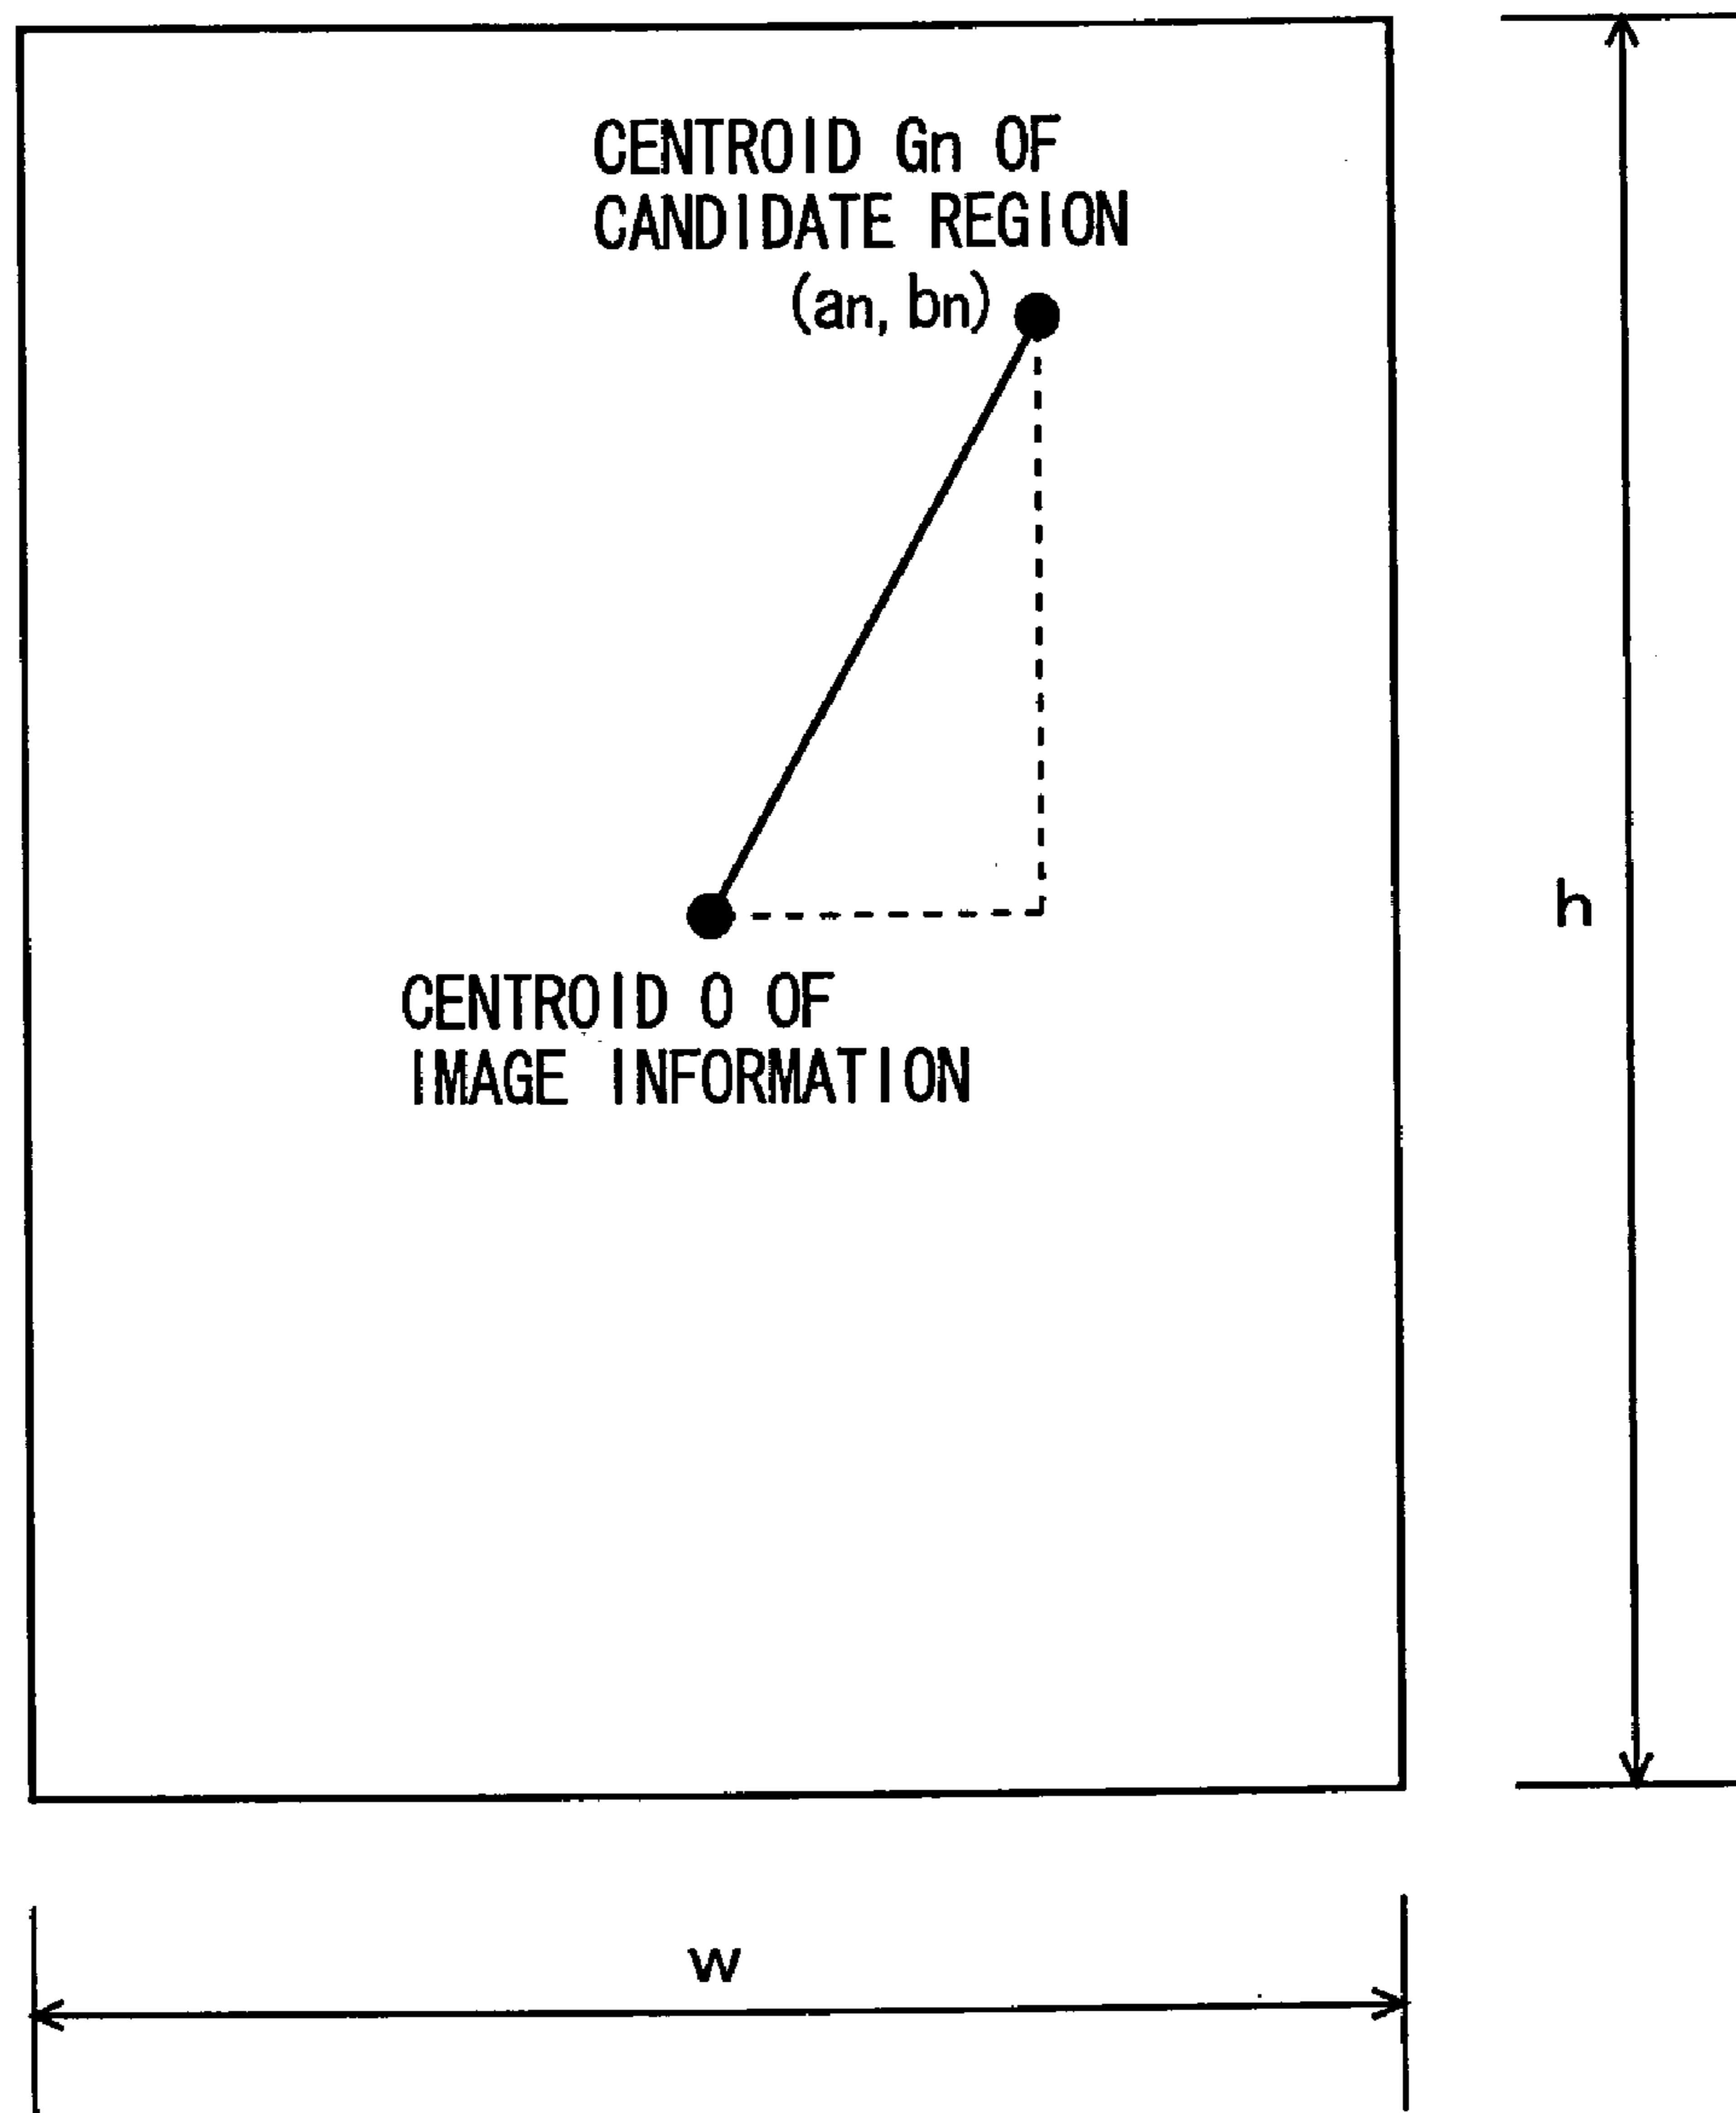 CENTROID Gn OF
CANDIDATE REGION
(an, bn)
h
CENTROID O OF
IMAGE INFORMATION
w